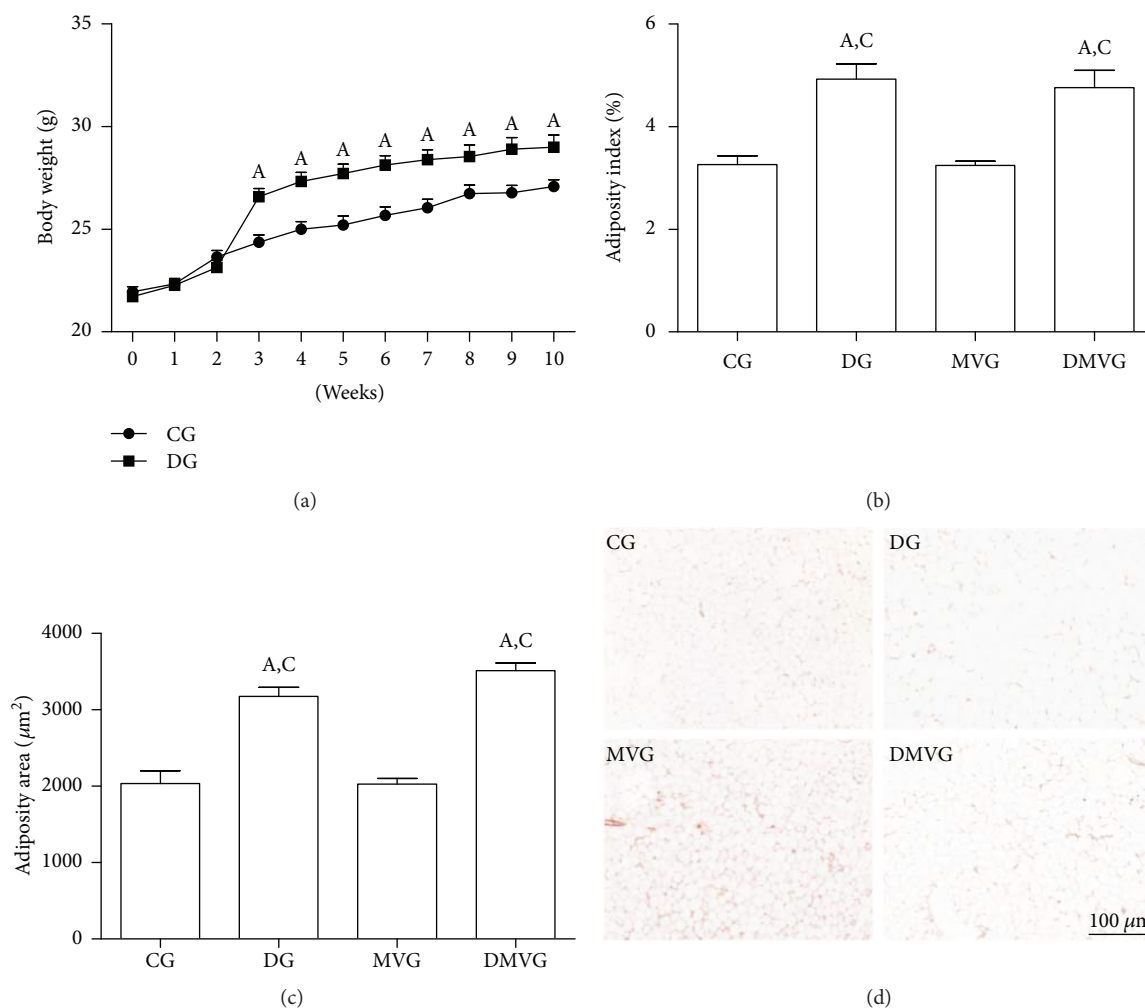 35
30
25
20
Body weight (g)
A
A
A
A
A
A
A
A
0 1 2 3 4 5 6 7 8 9 10
(Weeks)
CG
DG
(a)
6
4
2
0
Adiposity index (%)
A,C
A,C
CG DG MVG DMVG
(b)
4000
3000
2000
1000
0
Adiposity area (μm²)
A,C
A,C
CG DG MVG DMVG
(c)
CG
DG
MVG
DMVG
100 μm
(d)